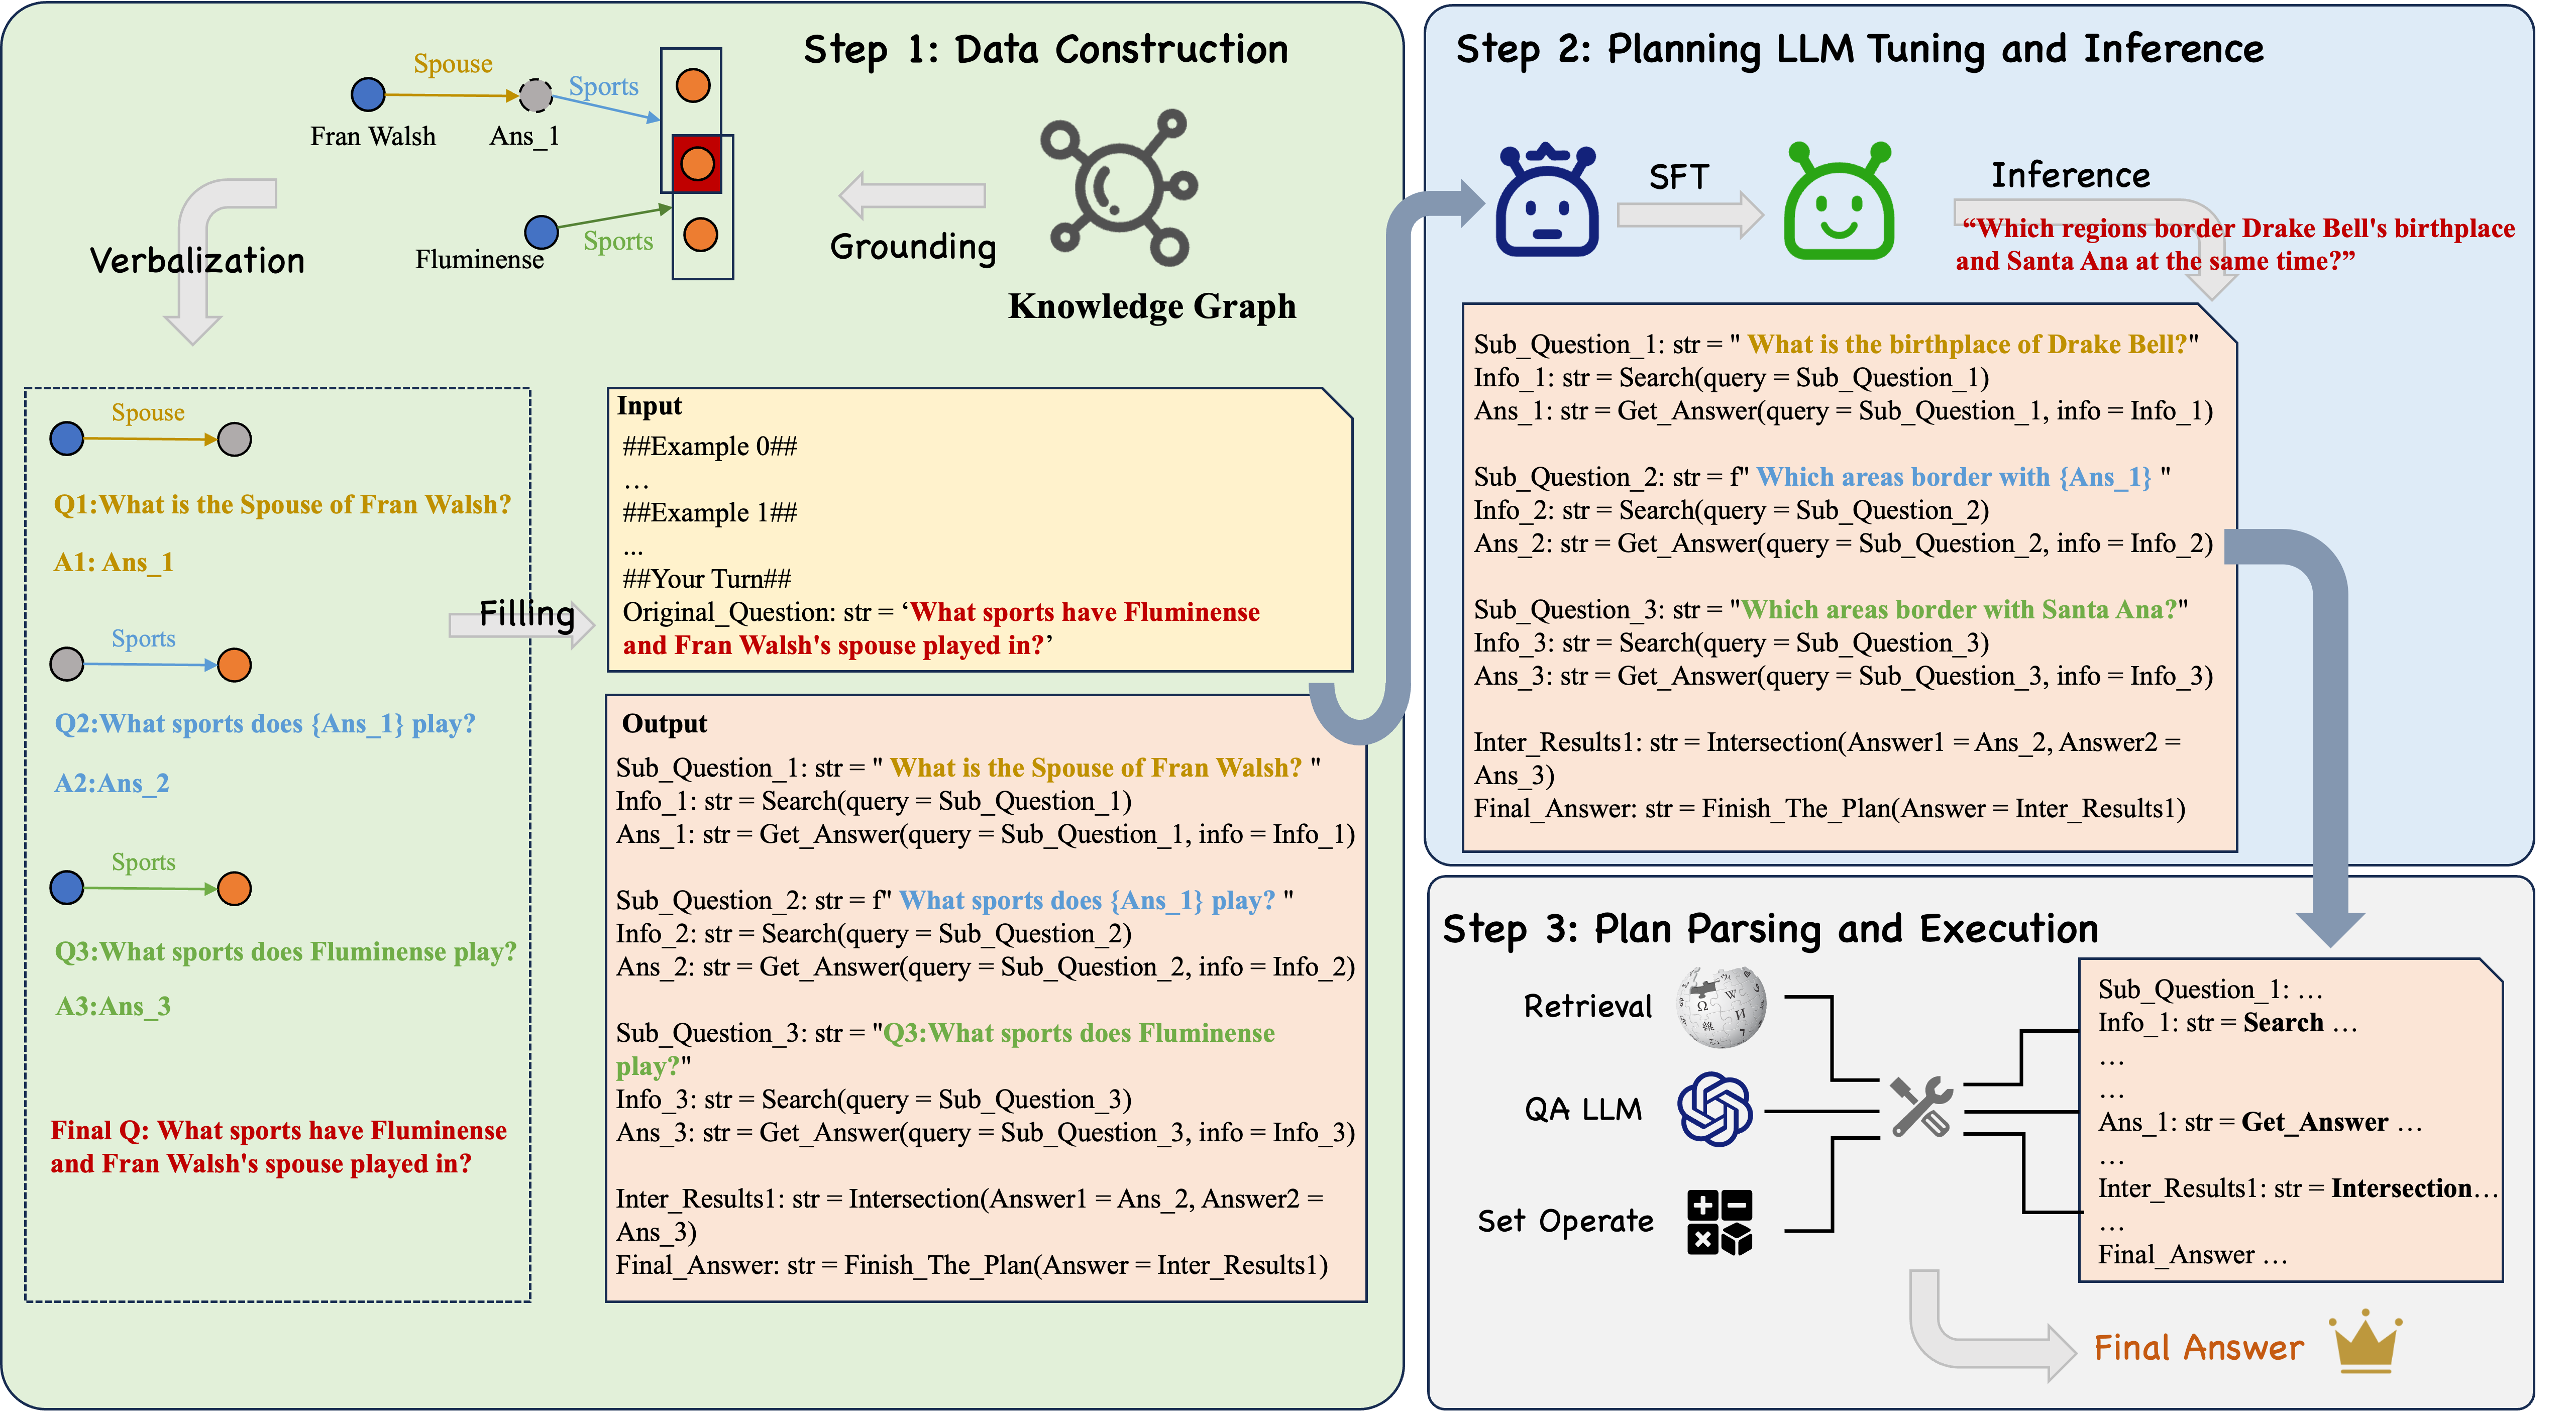 Step 1: Data Construction
Spouse
Sports
Fran Walsh
Ans_1
Fluminense
Sports
Grounding
Knowledge Graph
Verbalization
Spouse
Q1:What is the Spouse of Fran Walsh?
A1: Ans_1
Sports
Q2:What sports does {Ans_1} play?
A2:Ans_2
Sports
Q3:What sports does Fluminense play?
A3:Ans_3
Final Q: What sports have Fluminense
and Fran Walsh's spouse played in?
Filling
Input
##Example 0##
…
##Example 1##
...
##Your Turn##
Original_Question: str = ‘What sports have Fluminense
and Fran Walsh's spouse played in?’
Output
Sub_Question_1: str = " What is the Spouse of Fran Walsh? "
Info_1: str = Search(query = Sub_Question_1)
Ans_1: str = Get_Answer(query = Sub_Question_1, info = Info_1)
Sub_Question_2: str = f" What sports does {Ans_1} play? "
Info_2: str = Search(query = Sub_Question_2)
Ans_2: str = Get_Answer(query = Sub_Question_2, info = Info_2)
Sub_Question_3: str = "Q3:What sports does Fluminense
play?"
Info_3: str = Search(query = Sub_Question_3)
Ans_3: str = Get_Answer(query = Sub_Question_3, info = Info_3)
Inter_Results1: str = Intersection(Answer1 = Ans_2, Answer2 =
Ans_3)
Final_Answer: str = Finish_The_Plan(Answer = Inter_Results1)
Step 2: Planning LLM Tuning and Inference
SFT
Inference
“Which regions border Drake Bell's birthplace
and Santa Ana at the same time?”
Sub_Question_1: str = " What is the birthplace of Drake Bell?"
Info_1: str = Search(query = Sub_Question_1)
Ans_1: str = Get_Answer(query = Sub_Question_1, info = Info_1)
Sub_Question_2: str = f" Which areas border with {Ans_1} "
Info_2: str = Search(query = Sub_Question_2)
Ans_2: str = Get_Answer(query = Sub_Question_2, info = Info_2)
Sub_Question_3: str = "Which areas border with Santa Ana?"
Info_3: str = Search(query = Sub_Question_3)
Ans_3: str = Get_Answer(query = Sub_Question_3, info = Info_3)
Inter_Results1: str = Intersection(Answer1 = Ans_2, Answer2 =
Ans_3)
Final_Answer: str = Finish_The_Plan(Answer = Inter_Results1)
Step 3: Plan Parsing and Execution
Retrieval
QA LLM
Set Operate
Sub_Question_1: …
Info_1: str = Search …
…
…
Ans_1: str = Get_Answer …
…
Inter_Results1: str = Intersection…
…
Final_Answer …
Final Answer